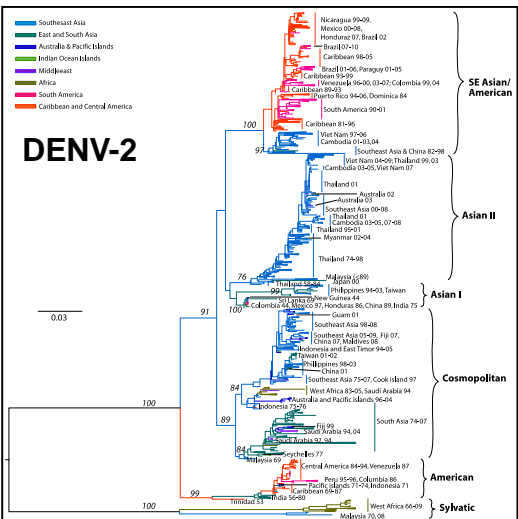 Southeast Asia
East and South Asia
Australia & Pacific Islands
Indian Ocean Islands
Middleeast
Africa
South America
Caribbean and Central America
DENV-2
0.03
Nicaragua 99-09,
Mexico 00-08,
Honduraz 07, Brazil 02
Brazil 07-10
Caribbean 98-05
Brazil 01-06, Paraguy 01-05
Caribbean 93-99
Venezuela 96-00, 03-07; Colombia 99, 04
Caribbean 89-93
Puerto Rico 94-06, Dominica 84
South America 90-01
Caribbean 81-96
100
Viet Nam 97-06
Cambodia 01-03,04
97
Southeast Asia & China 82-98
SE Asian/
American
Viet Nam 04-09; Thailand 99, 03
Cambodia 03-05, Viet Nam 07
Thailand 01
Australia 02
Australia 03
Southeast Asia 00-08
Thailand 01
Cambodia 03-05, 07-08
Thailand 95-01
Myanmar 02-04
Thailand 74-98
Asian II
76
Malaysia (≤89)
Japan 00
Thailand 58-84
99
Philippines 94-03, Taiwan
New Guinea 44
100
Sri Lanka 69
Colombia 44, Mexico 97, Honduras 86, China 89, India 75
Asian I
91
Guam 01
Southeast Asia 98-08
Southeast Asia 05-09, Fiji 07,
China 07, Maldives 08
Indonesia and East Timor 94-05
Taiwan 01-02
Phillippines 98-03
China 01
Southeast Asia 75-07, Cook island 97
84
West Africa 83-05, Saudi Arabia 94
Australia and Pacific islands 96-04
Indonesia 75-76
89
South Asia 74-07
Fiji 99
Saudi Arabia 94, 04
Saudi Arabia 92, 94
84
Seychelles 77
Malaysia 69
Cosmopolitan
100
Central America 84-94, Venezuela 87
Peru 95-96, Columbia 86
Pacific islands 71-74, Indonesia 71
Caribbean 69-87
India 56-80
99
Trinidad 53
American
100
West Africa 66-09
Malaysia 70, 08
Sylvatic